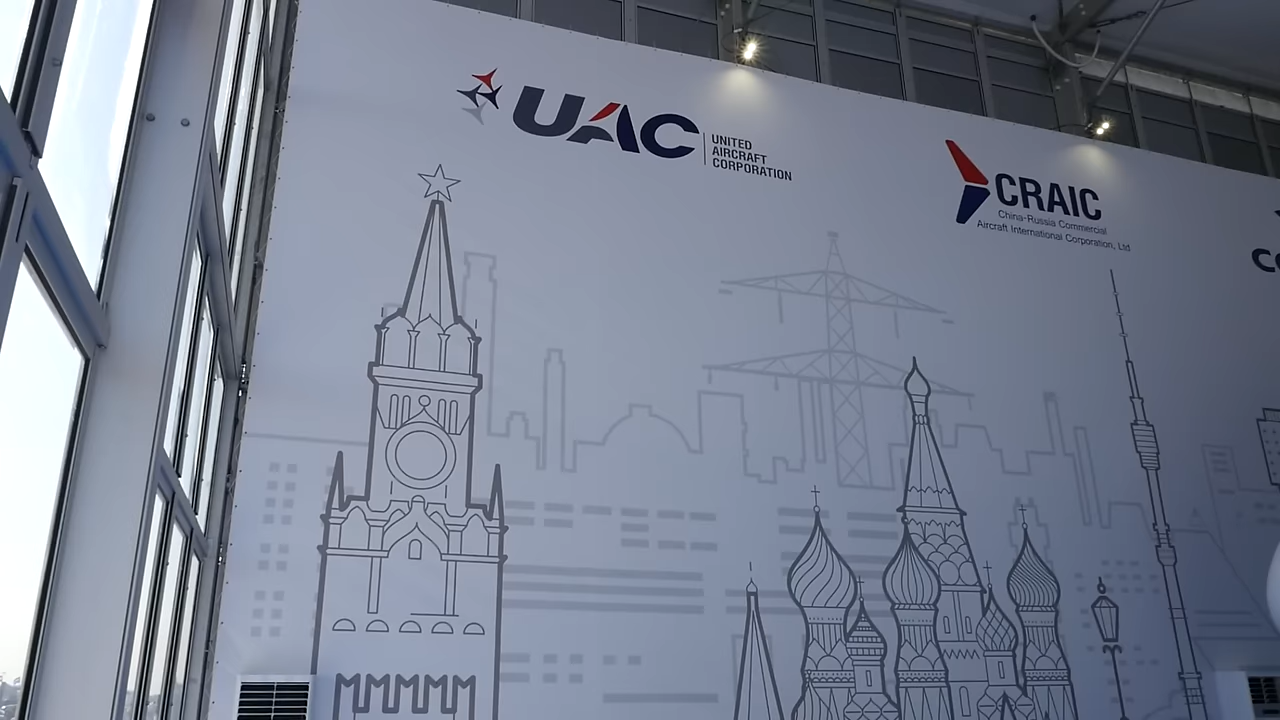 UAC
UNITED
AIRCRAFT
CORPORATION
CRAIC
China-Russia Commercial
Aircraft International Corporation, Ltd